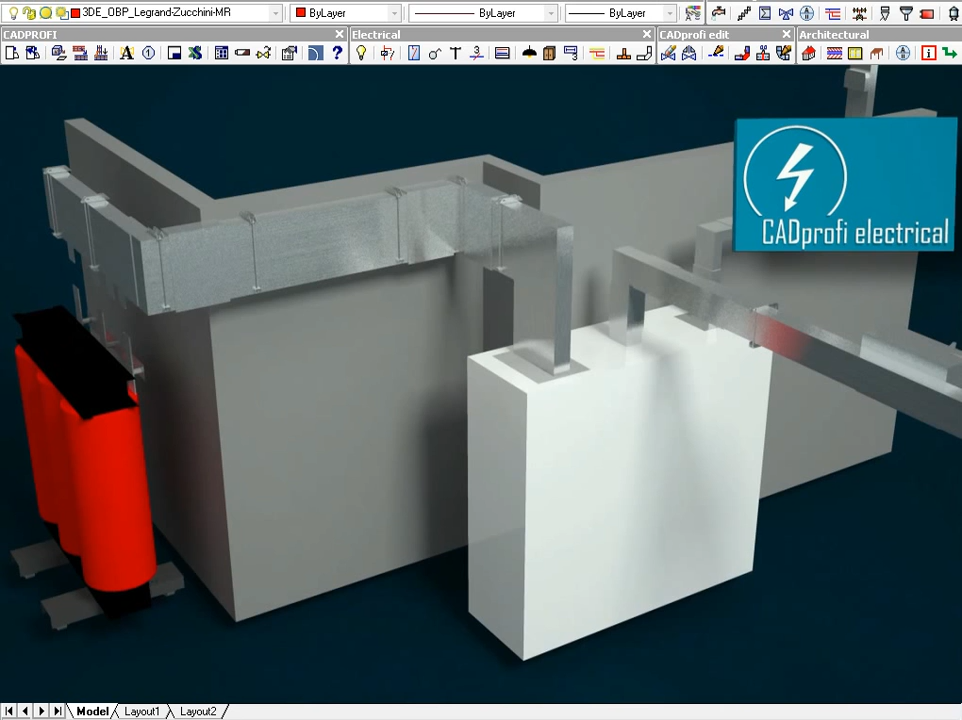 3DE_OBP_Legrand-Zucchini-MR ByLayer ByLayer ByLayer
CADPROFI Electrical CADprofi edit Architectural
CADprofi electrical
Model Layout1 Layout2